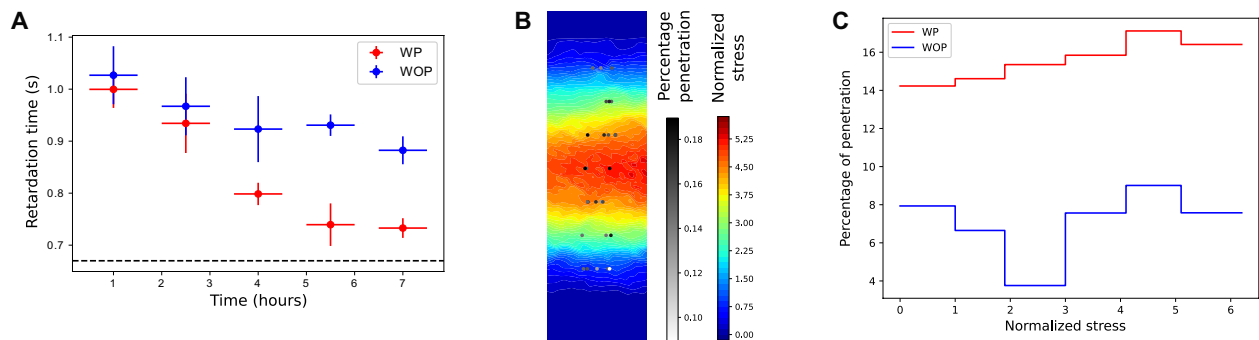 A
1.1
1.0
0.9
0.8
0.7
Retardation time (s)
WP
WOP
1 2 3 4 5 6 7
Time (hours)
B
Percentage
penetration
0.18
0.16
0.14
0.12
0.10
Normalized
stress
5.25
4.50
3.75
3.00
2.25
1.50
0.75
0.00
C
WP
WOP
16
14
12
10
8
6
4
Percentage of penetration
0 1 2 3 4 5 6
Normalized stress